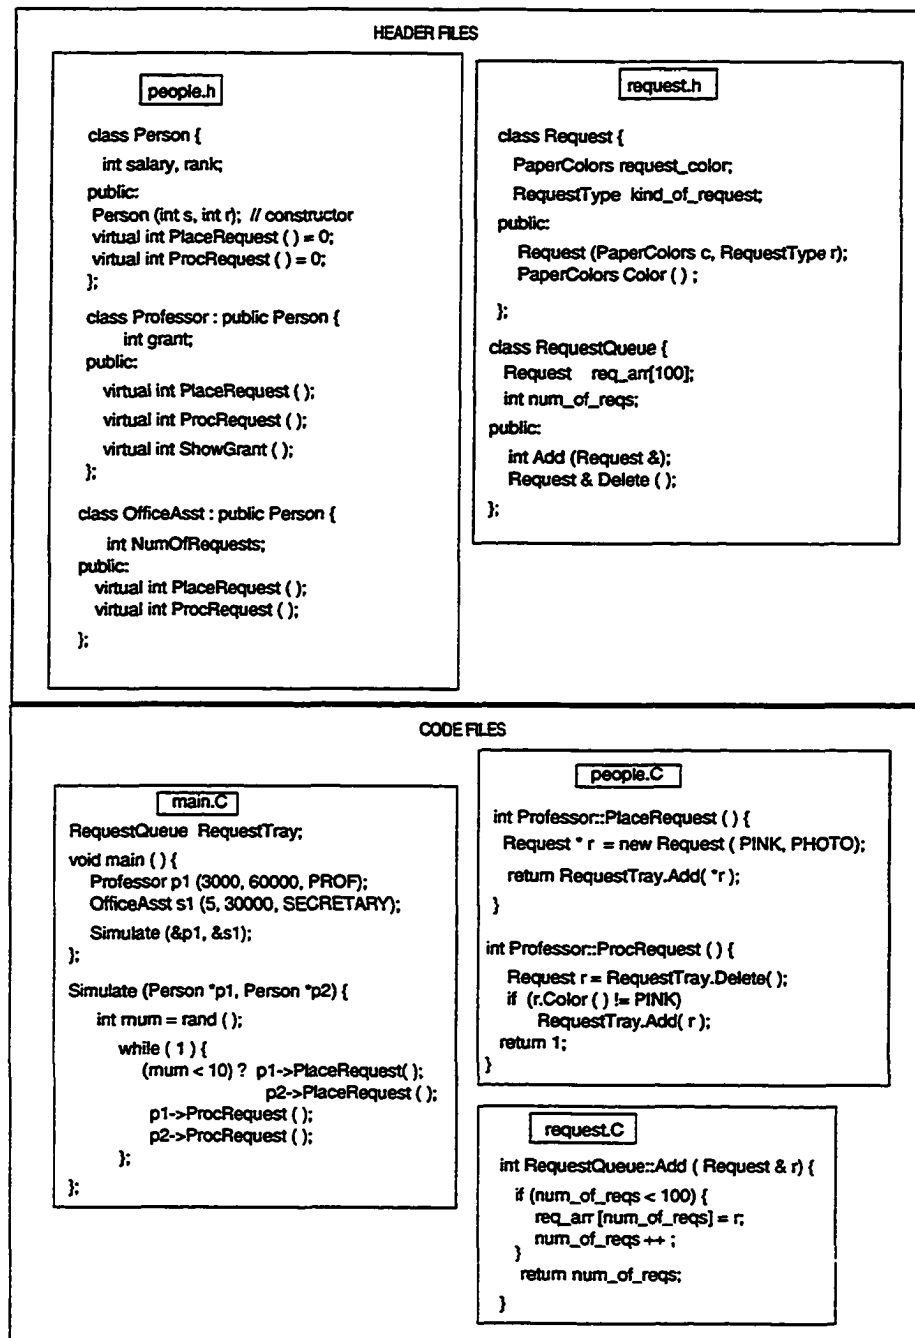 HEADER FILES
people.h
class Person {
int salary, rank;
public:
Person (int s, int r); // constructor
virtual int PlaceRequest ( ) = 0;
virtual int ProcRequest ( ) = 0;
};
class Professor : public Person {
int grant;
public:
virtual int PlaceRequest ( );
virtual int ProcRequest ( );
virtual int ShowGrant ( );
};
class OfficeAsst : public Person {
int NumOfRequests;
public:
virtual int PlaceRequest ( );
virtual int ProcRequest ( );
};
request.h
class Request {
PaperColors request_color;
RequestType kind_of_request;
public:
Request (PaperColors c, RequestType r);
PaperColors Color ( ) ;
};
class RequestQueue {
Request req_arr[100];
int num_of_reqs;
public:
int Add (Request &);
Request & Delete ( );
};
CODE FILES
main.C
RequestQueue RequestTray;
void main ( ) {
Professor p1 (3000, 60000, PROF);
OfficeAsst s1 (5, 30000, SECRETARY);
Simulate (&p1, &s1);
};
Simulate (Person *p1, Person *p2) {
int rnum = rand ( );
while ( 1 ) {
(rnum < 10) ? p1->PlaceRequest( );
p2->PlaceRequest ( );
p1->ProcRequest ( );
p2->ProcRequest ( );
};
};
people.C
int Professor::PlaceRequest ( ) {
Request * r = new Request ( PINK, PHOTO);
return RequestTray.Add( *r );
}
int Professor::ProcRequest ( ) {
Request r = RequestTray.Delete( );
if (r.Color ( ) != PINK)
RequestTray.Add( r );
return 1;
}
request.C
int RequestQueue::Add ( Request & r) {
if (num_of_reqs < 100) {
req_arr [num_of_reqs] = r;
num_of_reqs ++ ;
}
return num_of_reqs;
}